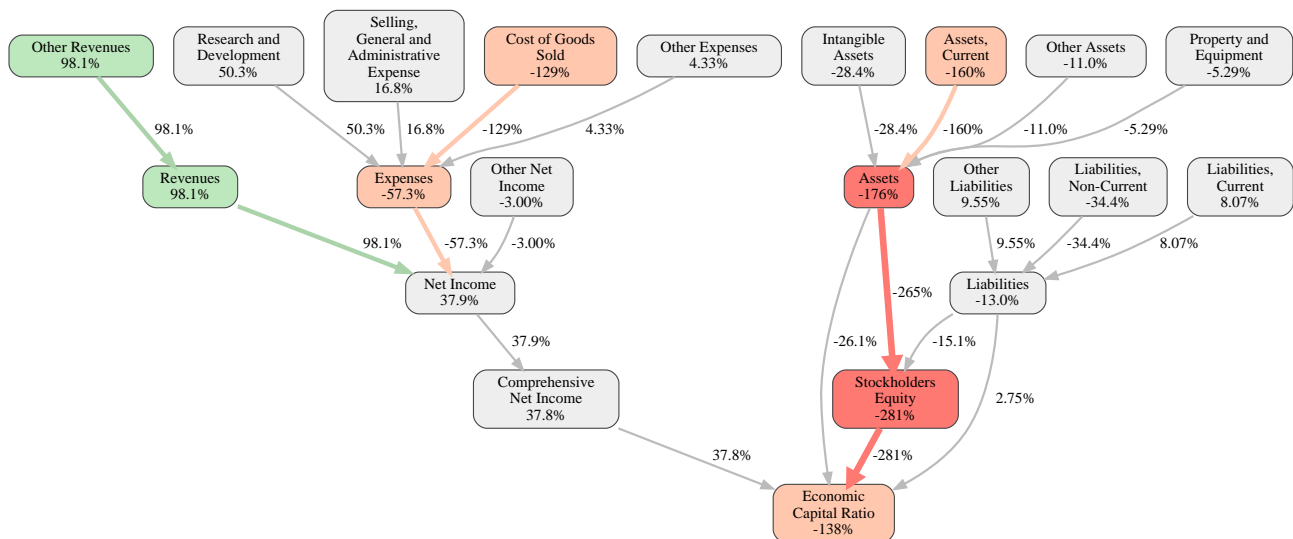 Other Revenues
98.1%
Research and
Development
50.3%
Selling,
General and
Administrative
Expense
16.8%
Cost of Goods
Sold
-129%
Other Expenses
4.33%
Intangible
Assets
-28.4%
Assets,
Current
-160%
Other Assets
-11.0%
Property and
Equipment
-5.29%
98.1%
50.3%
16.8%
-129%
4.33%
-28.4%
-160%
-11.0%
-5.29%
Revenues
98.1%
Expenses
-57.3%
Other Net
Income
-3.00%
Assets
-176%
Other
Liabilities
9.55%
Liabilities,
Non-Current
-34.4%
Liabilities,
Current
8.07%
98.1%
-57.3%
-3.00%
9.55%
-34.4%
8.07%
Net Income
37.9%
-265%
Liabilities
-13.0%
37.9%
-26.1%
-15.1%
Comprehensive
Net Income
37.8%
Stockholders
Equity
-281%
2.75%
37.8%
-281%
Economic
Capital Ratio
-138%